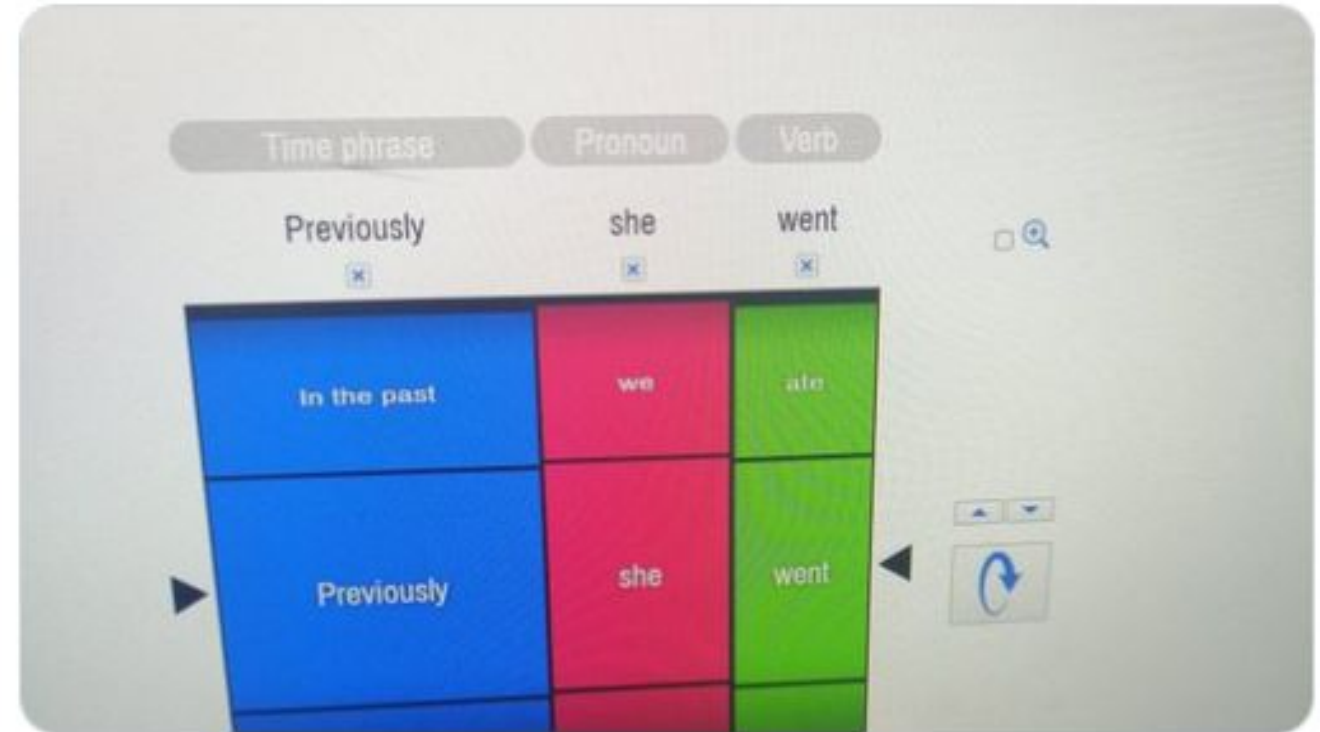 Time phrase Pronoun Verb
Previously she went
In the past we ate
Previously she went